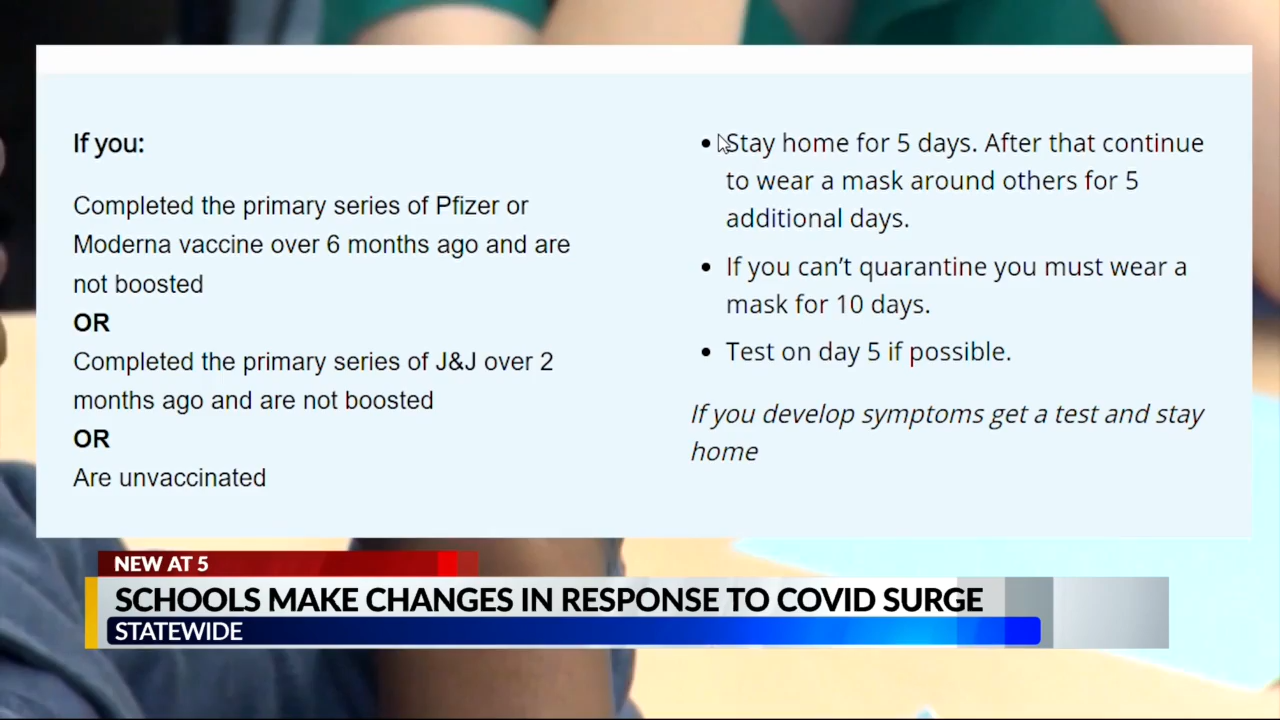 If you:
Completed the primary series of Pfizer or
Moderna vaccine over 6 months ago and are
not boosted
OR
Completed the primary series of J&J over 2
months ago and are not boosted
OR
Are unvaccinated
• Stay home for 5 days. After that continue
to wear a mask around others for 5
additional days.
• If you can’t quarantine you must wear a
mask for 10 days.
• Test on day 5 if possible.
If you develop symptoms get a test and stay
home
NEW AT 5
SCHOOLS MAKE CHANGES IN RESPONSE TO COVID SURGE
STATEWIDE